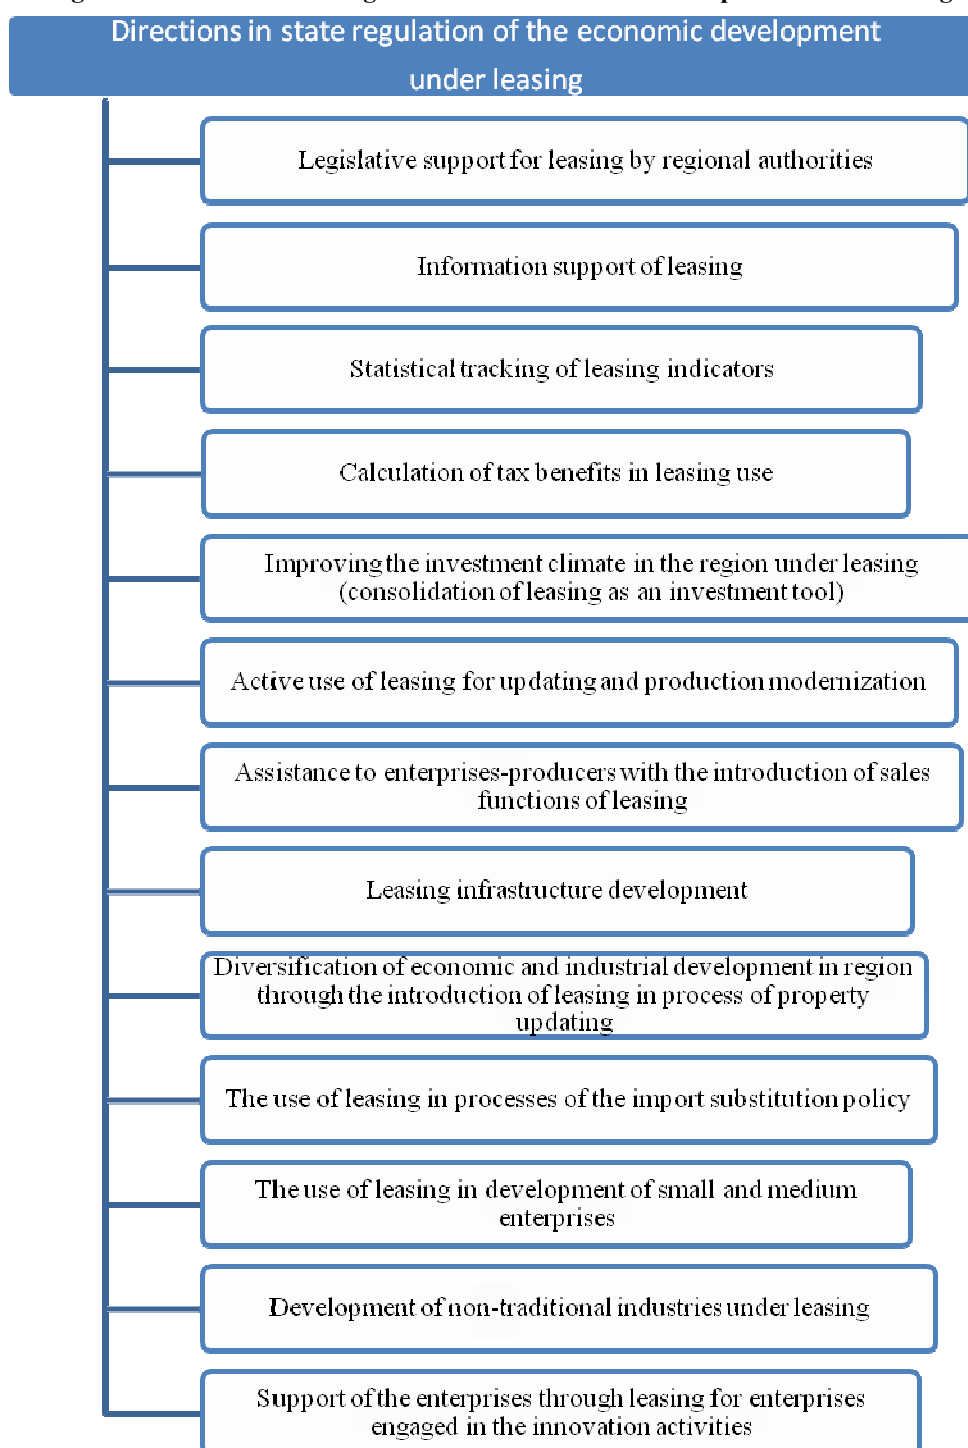 Directions in state regulation of the economic development
under leasing
Legislative support for leasing by regional authorities
Information support of leasing
Statistical tracking of leasing indicators
Calculation of tax benefits in leasing use
Improving the investment climate in the region under leasing
(consolidation of leasing as an investment tool)
Active use of leasing for updating and production modernization
Assistance to enterprises-producers with the introduction of sales
functions of leasing
Leasing infrastructure development
Diversification of economic and industrial development in region
through the introduction of leasing in process of property
updating
The use of leasing in processes of the import substitution policy
The use of leasing in development of small and medium
enterprises
Development of non-traditional industries under leasing
Support of the enterprises through leasing for enterprises
engaged in the innovation activities